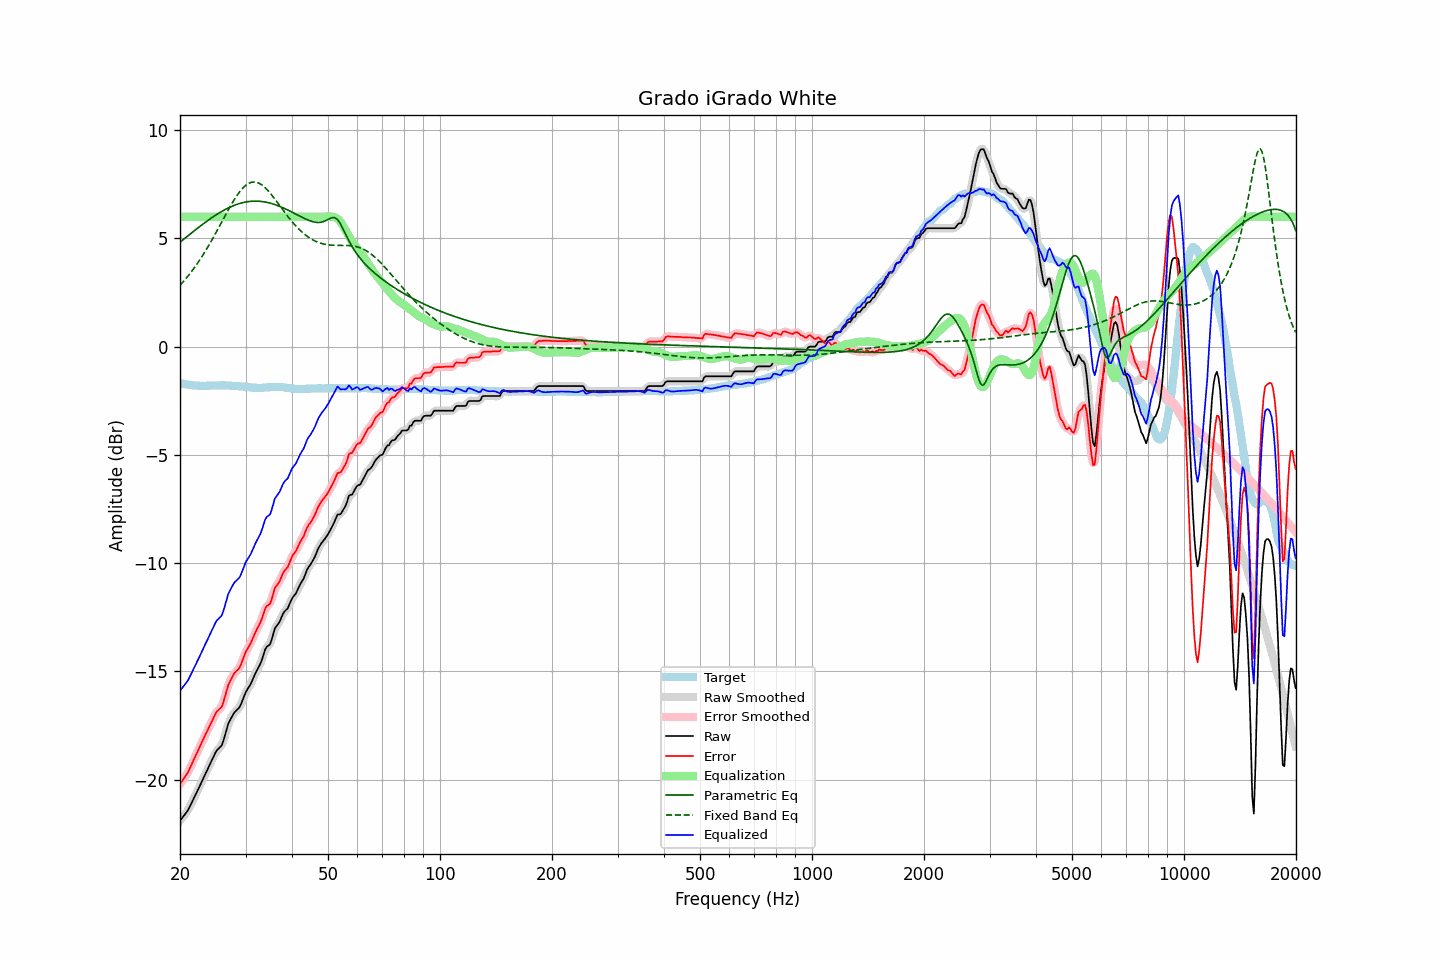 Grado iGrado White
10
5
0
−5
−10
−15
−20
Amplitude (dBr)
Target
Raw Smoothed
Error Smoothed
Raw
Error
Equalization
Parametric Eq
Fixed Band Eq
Equalized
20 50 100 200 500 1000 2000 5000 10000 20000
Frequency (Hz)